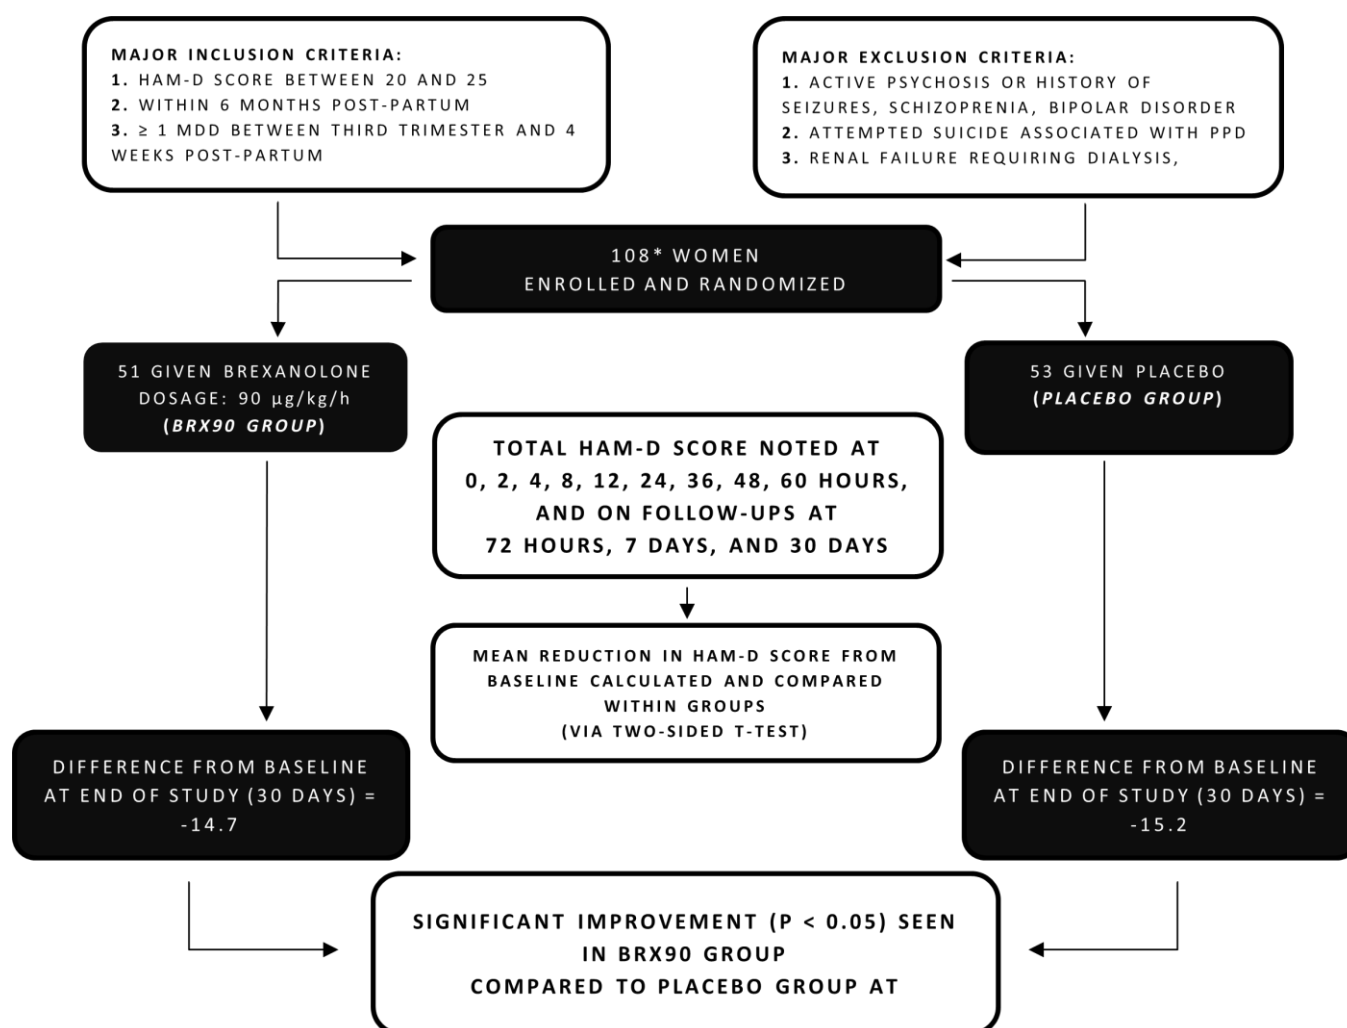 MAJOR INCLUSION CRITERIA:
1. HAM-D SCORE BETWEEN 20 AND 25
2. WITHIN 6 MONTHS POST-PARTUM
3. ≥ 1 MDD BETWEEN THIRD TRIMESTER AND 4
WEEKS POST-PARTUM
MAJOR EXCLUSION CRITERIA:
1. ACTIVE PSYCHOSIS OR HISTORY OF
SEIZURES, SCHIZOPRENIA, BIPOLAR DISORDER
2. ATTEMPTED SUICIDE ASSOCIATED WITH PPD
3. RENAL FAILURE REQUIRING DIALYSIS,
108* WOMEN
ENROLLED AND RANDOMIZED
51 GIVEN BREXANOLONE
DOSAGE: 90 µg/kg/h
(BRX90 GROUP)
53 GIVEN PLACEBO
(PLACEBO GROUP)
TOTAL HAM-D SCORE NOTED AT
0, 2, 4, 8, 12, 24, 36, 48, 60 HOURS,
AND ON FOLLOW-UPS AT
72 HOURS, 7 DAYS, AND 30 DAYS
MEAN REDUCTION IN HAM-D SCORE FROM
BASELINE CALCULATED AND COMPARED
WITHIN GROUPS
(VIA TWO-SIDED T-TEST)
DIFFERENCE FROM BASELINE
AT END OF STUDY (30 DAYS) =
-14.7
DIFFERENCE FROM BASELINE
AT END OF STUDY (30 DAYS) =
-15.2
SIGNIFICANT IMPROVEMENT (P < 0.05) SEEN
IN BRX90 GROUP
COMPARED TO PLACEBO GROUP AT